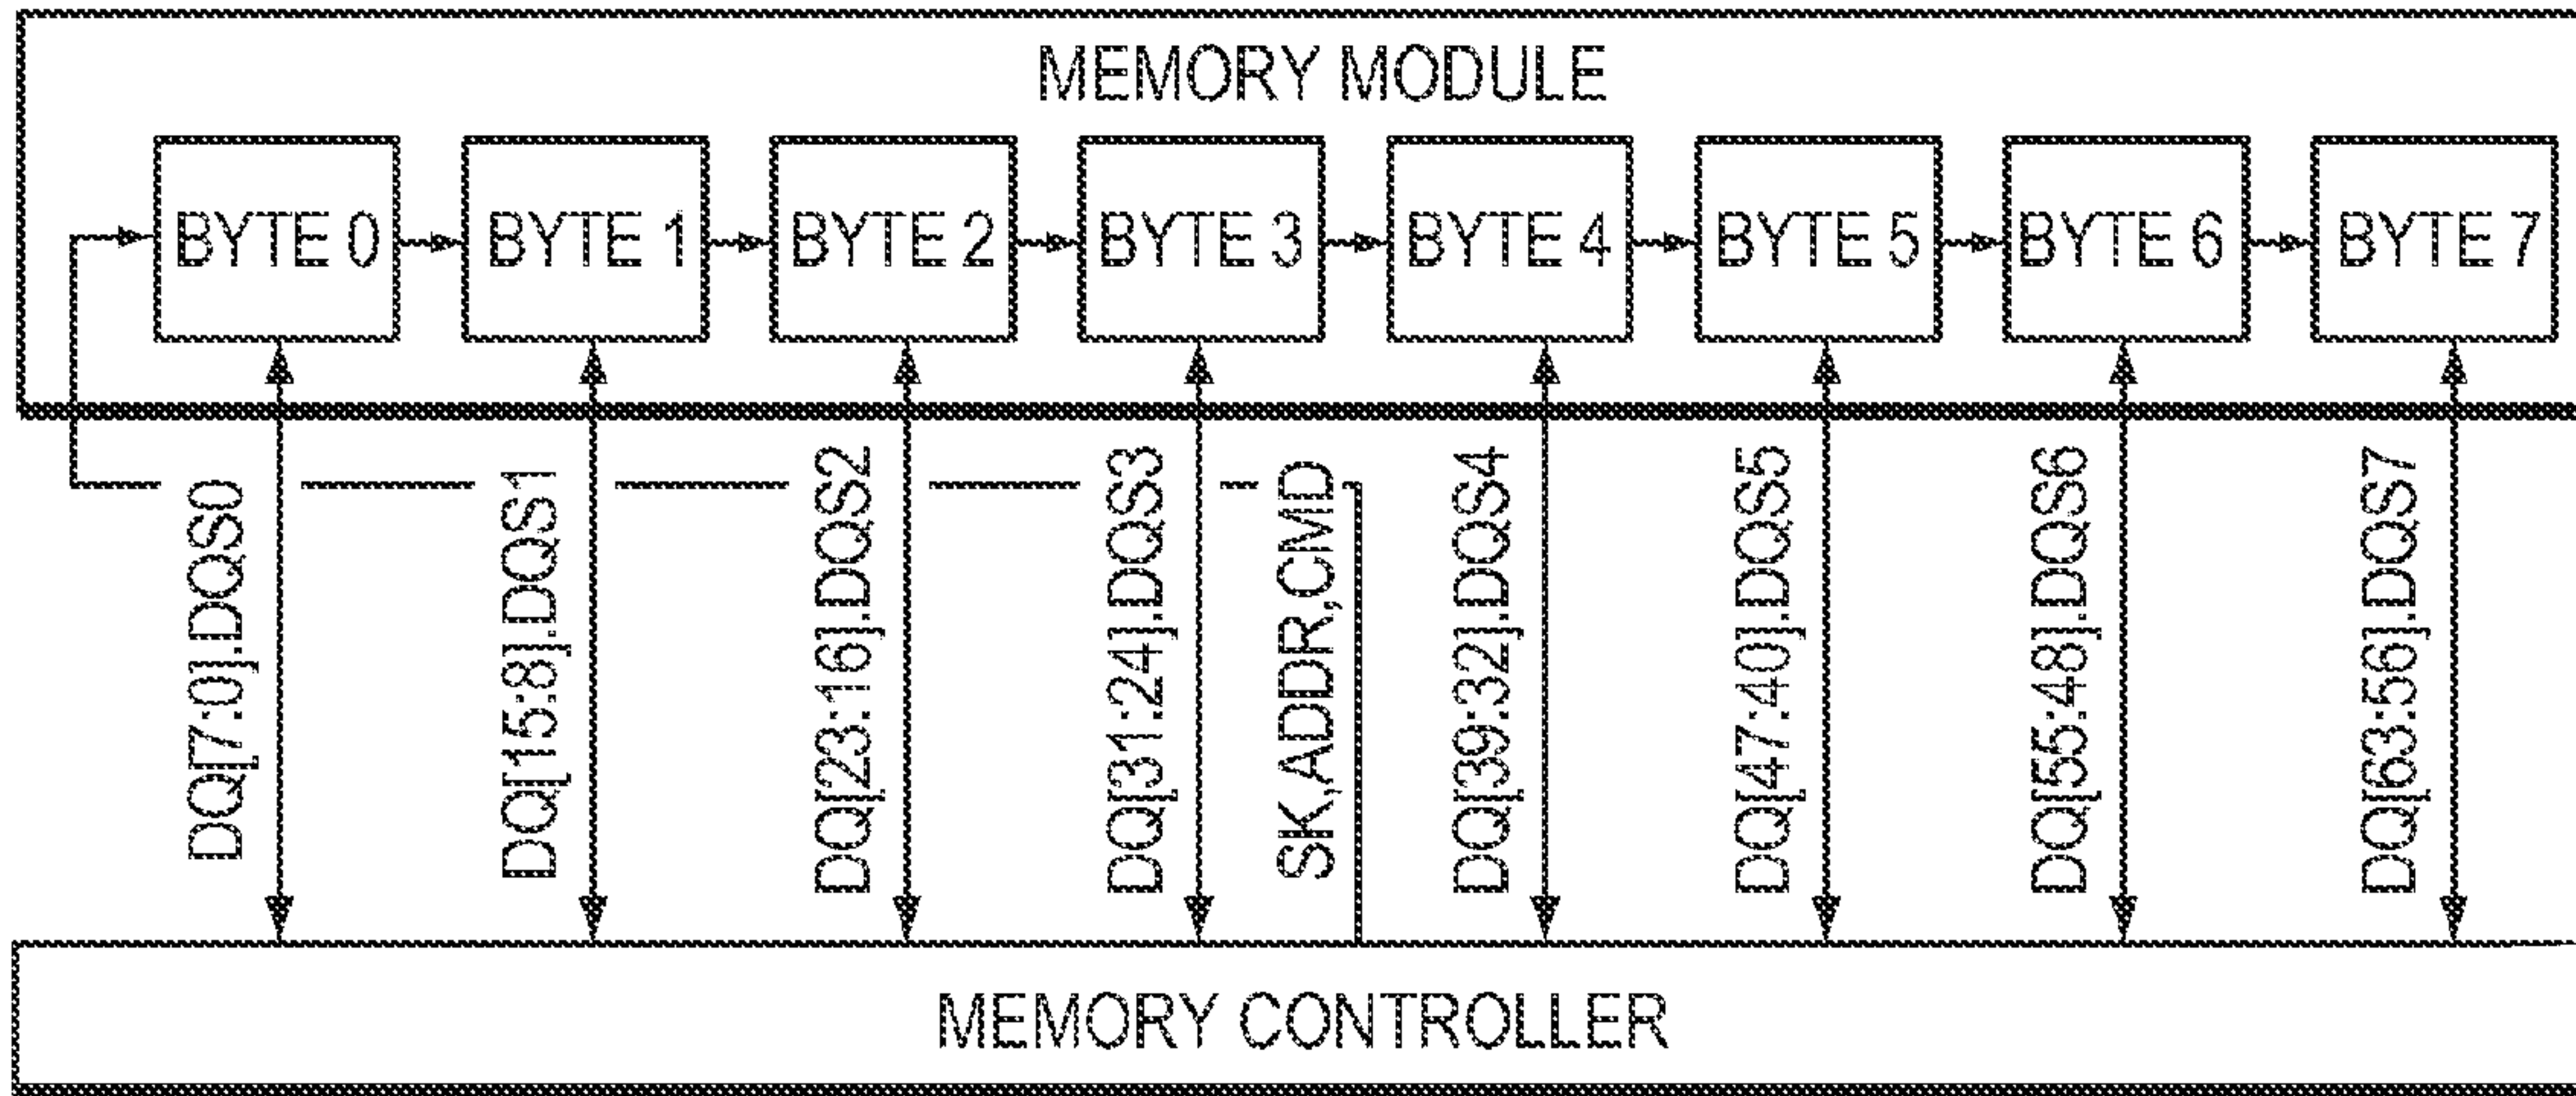 MEMORY MODULE
BYTE 0
BYTE 1
BYTE 2
BYTE 3
BYTE 4
BYTE 5
BYTE 6
BYTE 7
DQ[7:0].DQS0
DQ[15:8].DQS1
DQ[23:16].DQS2
DQ[31:24].DQS3
SK,ADDR,CMD
DQ[39:32].DQS4
DQ[47:40].DQS5
DQ[55:48].DQS6
DQ[63:56].DQS7
MEMORY CONTROLLER